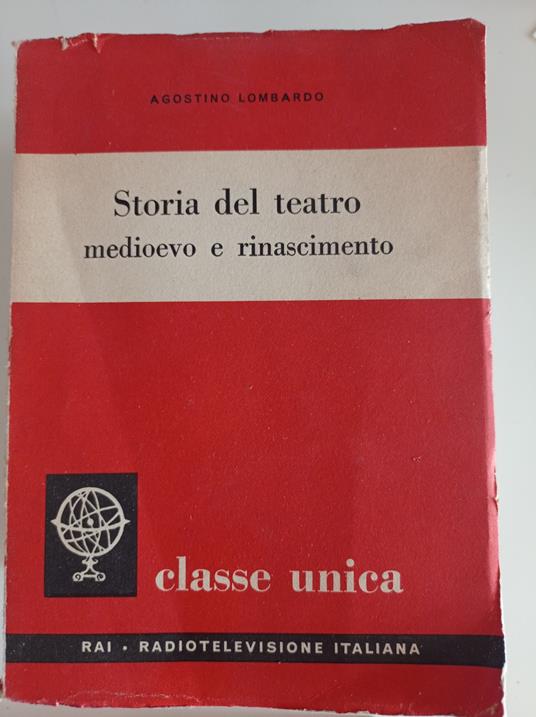 AGOSTINO LOMBARDO
Storia del teatro
medioevo e rinascimento
classe unica
RAI • RADIOTELEVISIONE ITALIANA